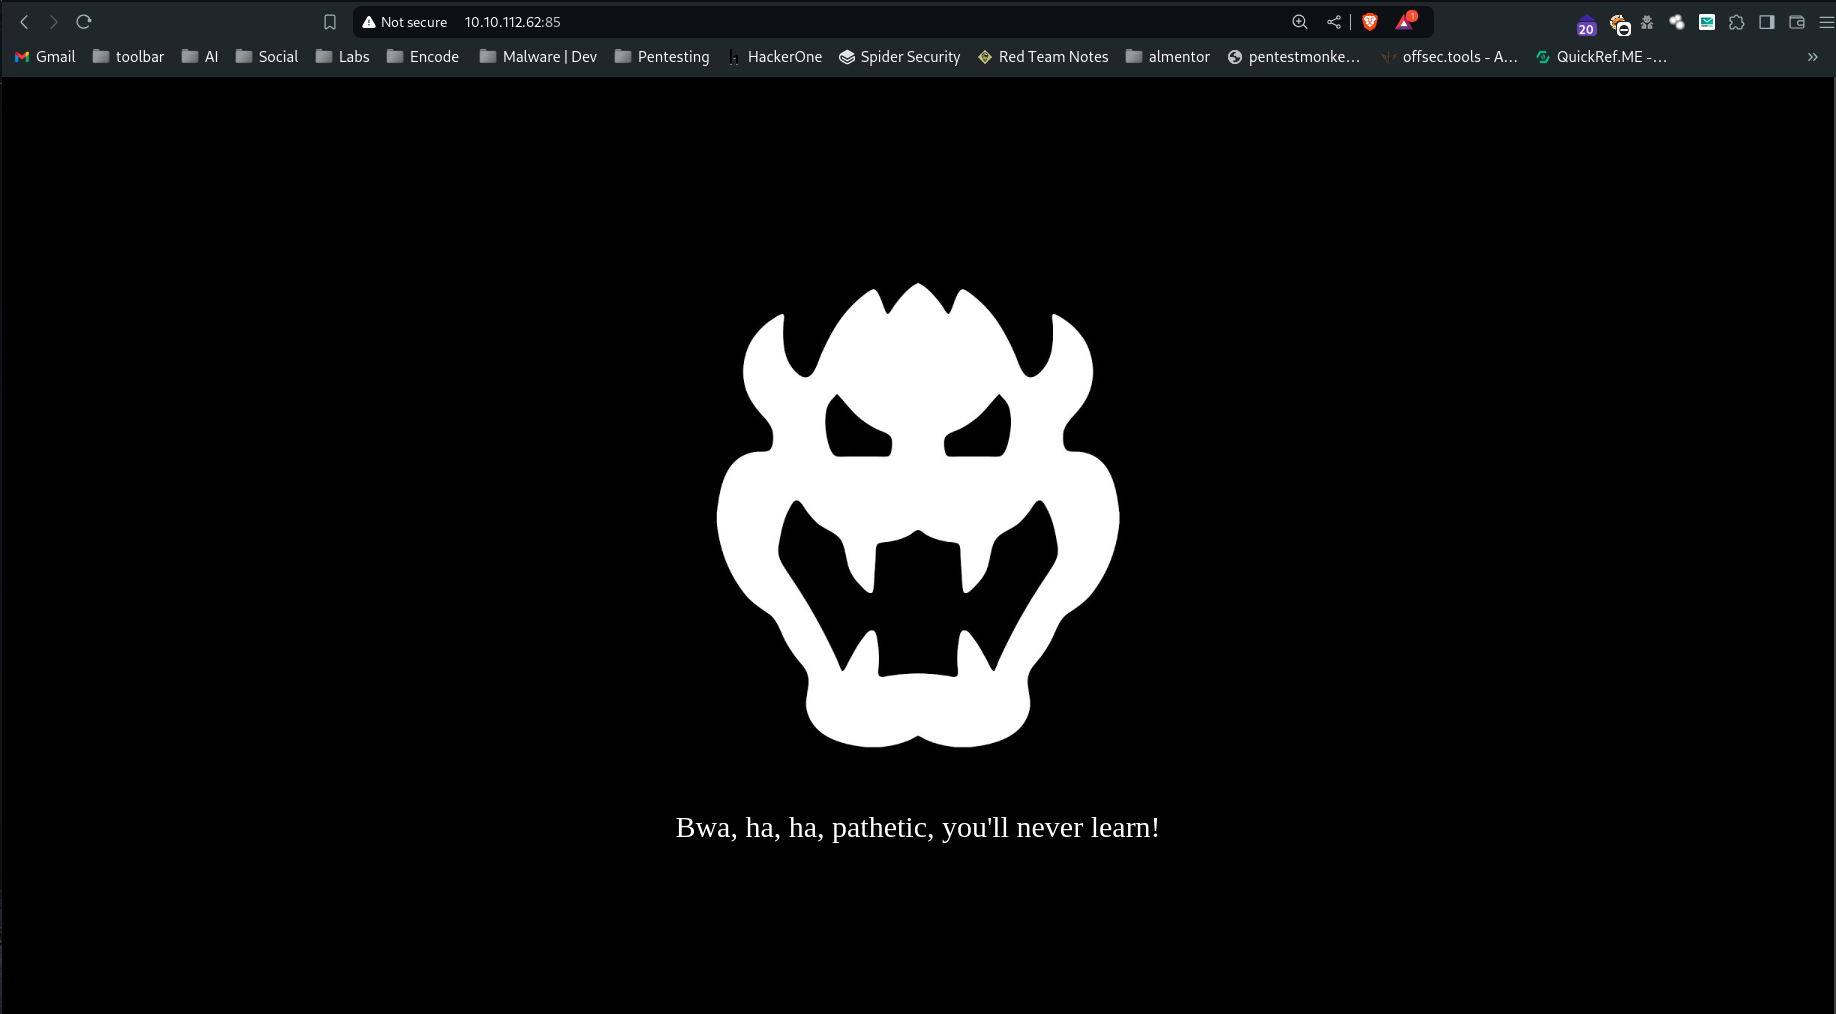 Not secure 10.10.112.62:85
1
20
Gmail toolbar AI Social Labs Encode Malware | Dev Pentesting HackerOne Spider Security Red Team Notes almentor pentestmonke... offsec.tools - A... QuickRef.ME -...
Bwa, ha, ha, pathetic, you'll never learn!